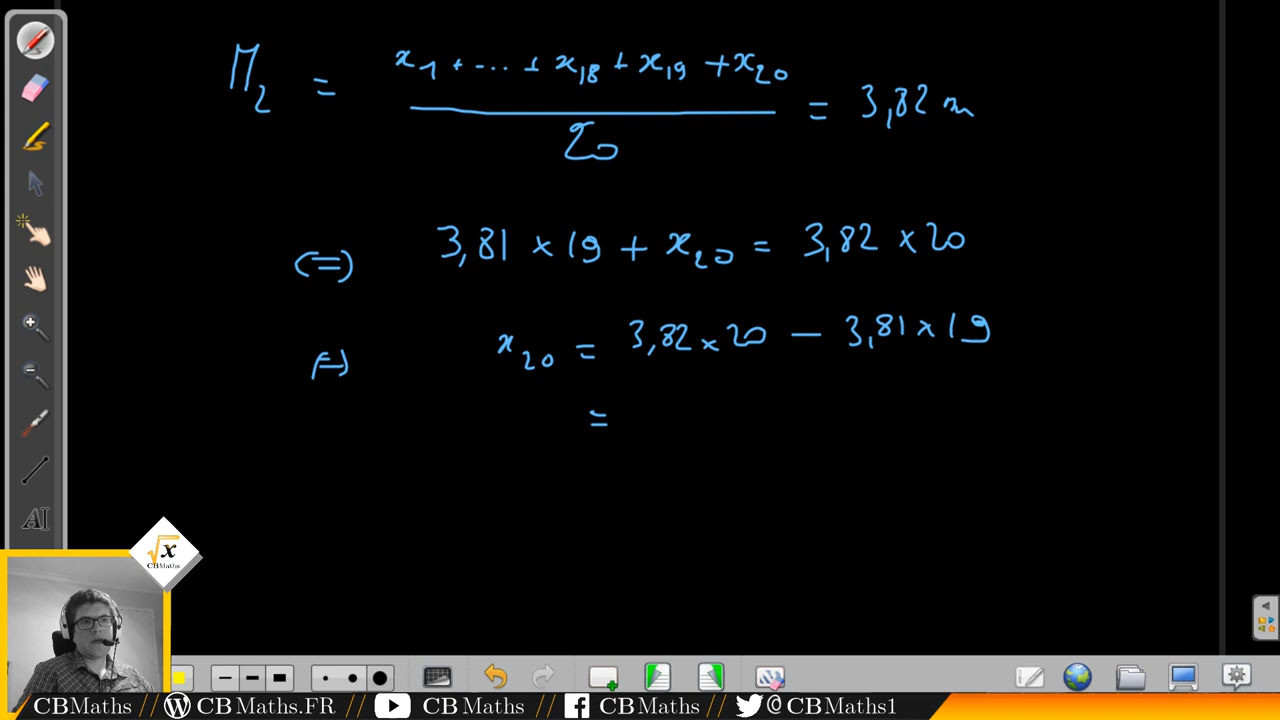 M₂ = (x₁ + ... + x₁₈ + x₁₉ + x₂₀) / 20 = 3,82 m
(=) 3,81 × 19 + x₂₀ = 3,82 × 20
(=) x₂₀ = 3,82 × 20 — 3,81 × 19
=
AI
√x
CBMaths
CBMaths // CBMaths.FR // CB Maths // CBMaths // @CBMaths1